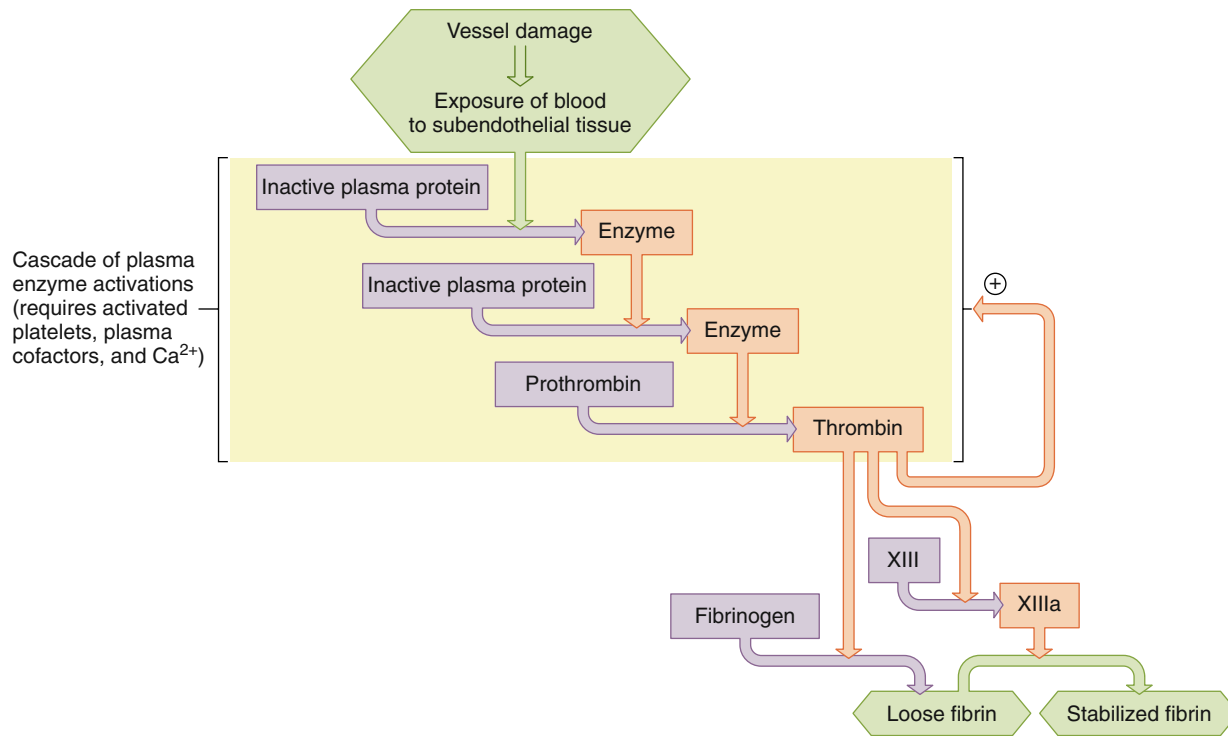 Vessel damage
Exposure of blood
to subendothelial tissue
Inactive plasma protein
Enzyme
Cascade of plasma
enzyme activations
(requires activated
platelets, plasma
cofactors, and Ca²⁺)
Inactive plasma protein
+
Enzyme
Prothrombin
Thrombin
XIII
XIIIa
Fibrinogen
Loose fibrin
Stabilized fibrin